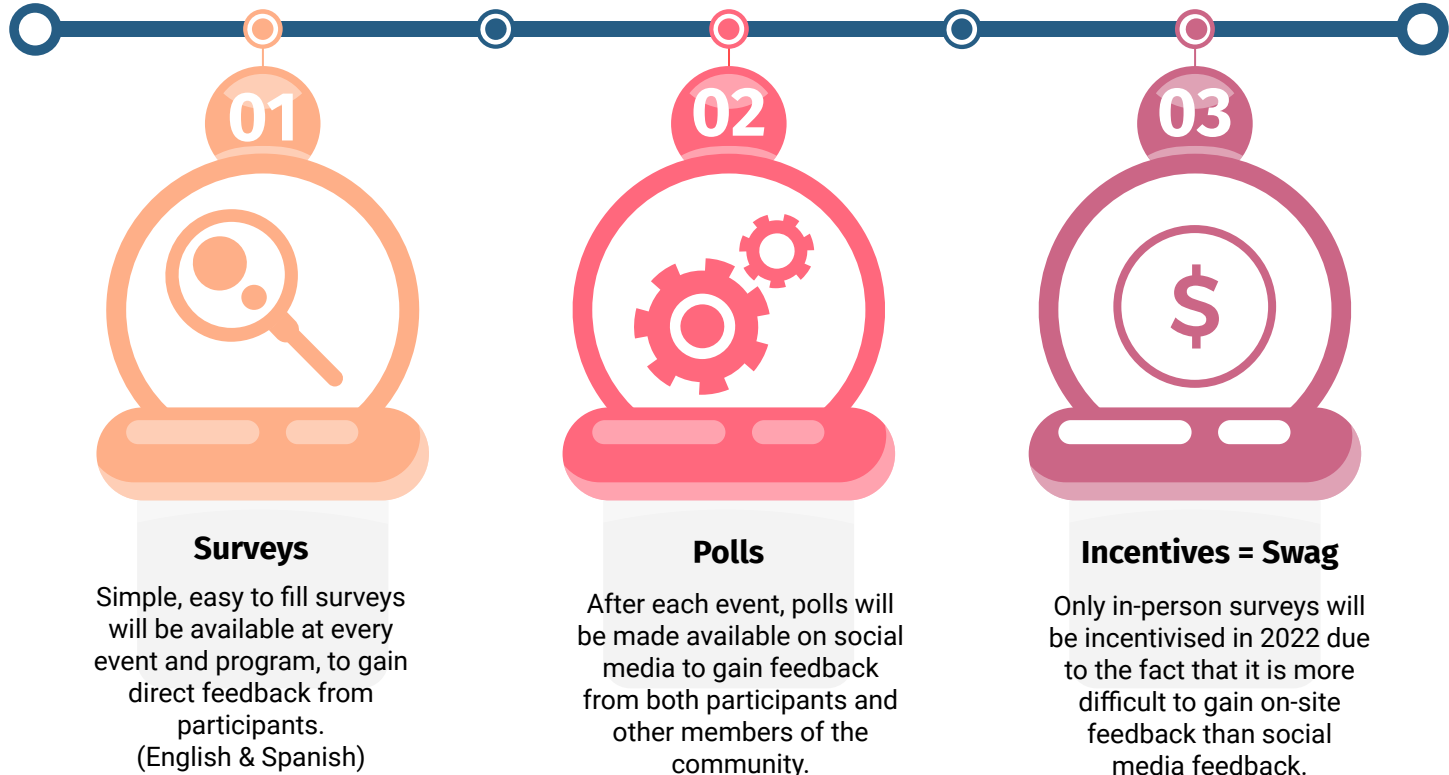 01
Surveys
Simple, easy to fill surveys
will be available at every
event and program, to gain
direct feedback from
participants.
(English & Spanish)
02
Polls
After each event, polls will
be made available on social
media to gain feedback
from both participants and
other members of the
community.
03
$
Incentives = Swag
Only in-person surveys will
be incentivised in 2022 due
to the fact that it is more
difficult to gain on-site
feedback than social
media feedback.